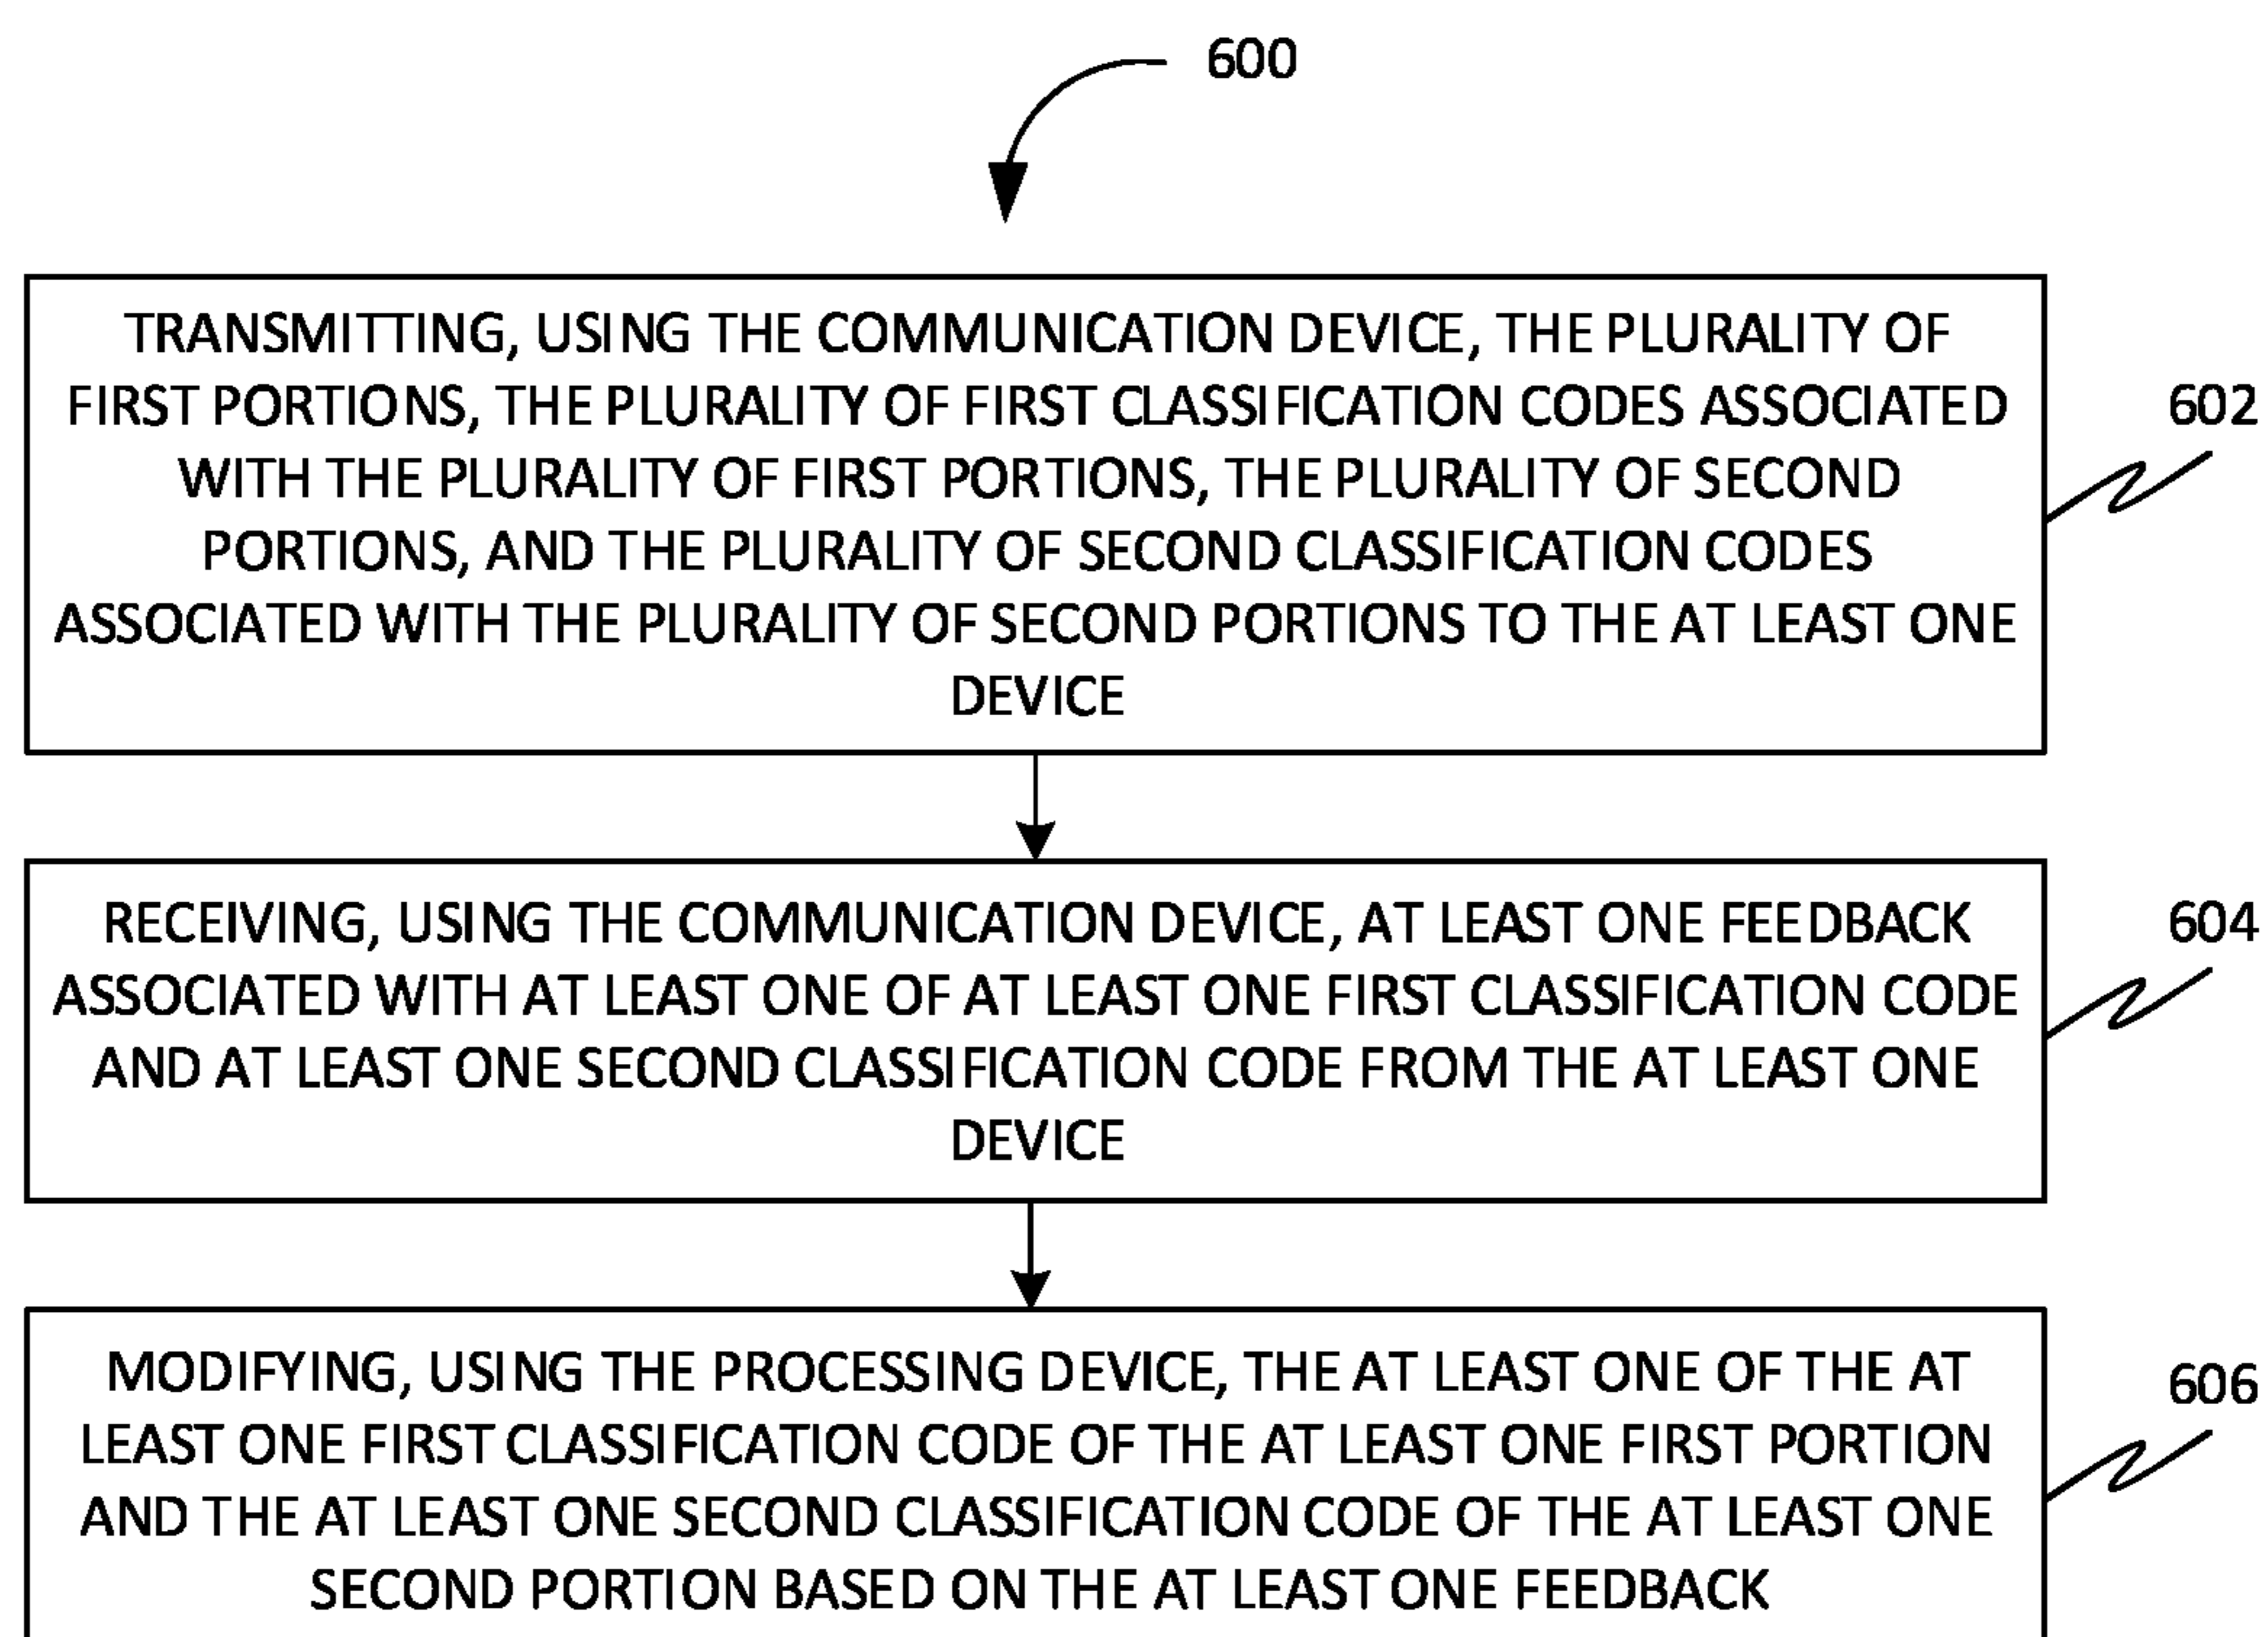 600
TRANSMITTING, USING THE COMMUNICATION DEVICE, THE PLURALITY OF
FIRST PORTIONS, THE PLURALITY OF FIRST CLASSIFICATION CODES ASSOCIATED
WITH THE PLURALITY OF FIRST PORTIONS, THE PLURALITY OF SECOND
PORTIONS, AND THE PLURALITY OF SECOND CLASSIFICATION CODES
ASSOCIATED WITH THE PLURALITY OF SECOND PORTIONS TO THE AT LEAST ONE
DEVICE
602
RECEIVING, USING THE COMMUNICATION DEVICE, AT LEAST ONE FEEDBACK
ASSOCIATED WITH AT LEAST ONE OF AT LEAST ONE FIRST CLASSIFICATION CODE
AND AT LEAST ONE SECOND CLASSIFICATION CODE FROM THE AT LEAST ONE
DEVICE
604
MODIFYING, USING THE PROCESSING DEVICE, THE AT LEAST ONE OF THE AT
LEAST ONE FIRST CLASSIFICATION CODE OF THE AT LEAST ONE FIRST PORTION
AND THE AT LEAST ONE SECOND CLASSIFICATION CODE OF THE AT LEAST ONE
SECOND PORTION BASED ON THE AT LEAST ONE FEEDBACK
606